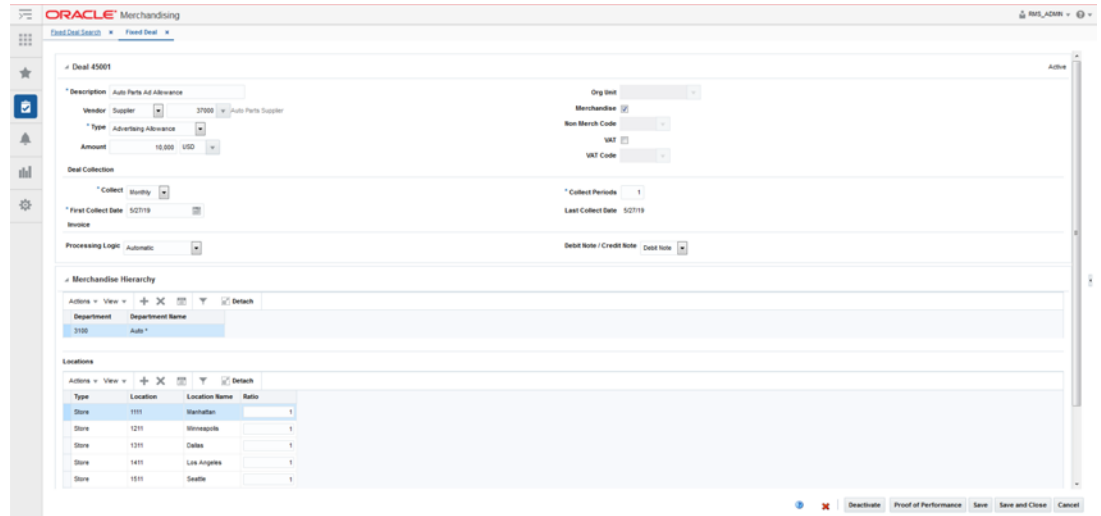 ORACLE® Merchandising
RMS_ADMN
Fixed Deal Search
Fixed Deal
Deal 45001
Active
* Description Auto Parts Ad Allowance
Org Unit
Vendor Supplier 37000 Auto Parts Supplier
Merchandise
* Type Advertising Allowance
Non Merch Code
VAT
Amount 10,000 USD
VAT Code
Deal Collection
* Collect Monthly
* Collect Periods 1
* First Collect Date 5/27/19
Last Collect Date 5/27/19
Invoice
Processing Logic Automatic
Debit Note / Credit Note Debit Note
Merchandise Hierarchy
Actions View Detach
Department Department Name
3100 Auto *
Locations
Actions View Detach
Type Location Location Name Ratio
Store 1111 Manhattan 1
Store 1211 Minneapolis 1
Store 1311 Dallas 1
Store 1411 Los Angeles 1
Store 1511 Seattle 1
Deactivate Proof of Performance Save Save and Close Cancel